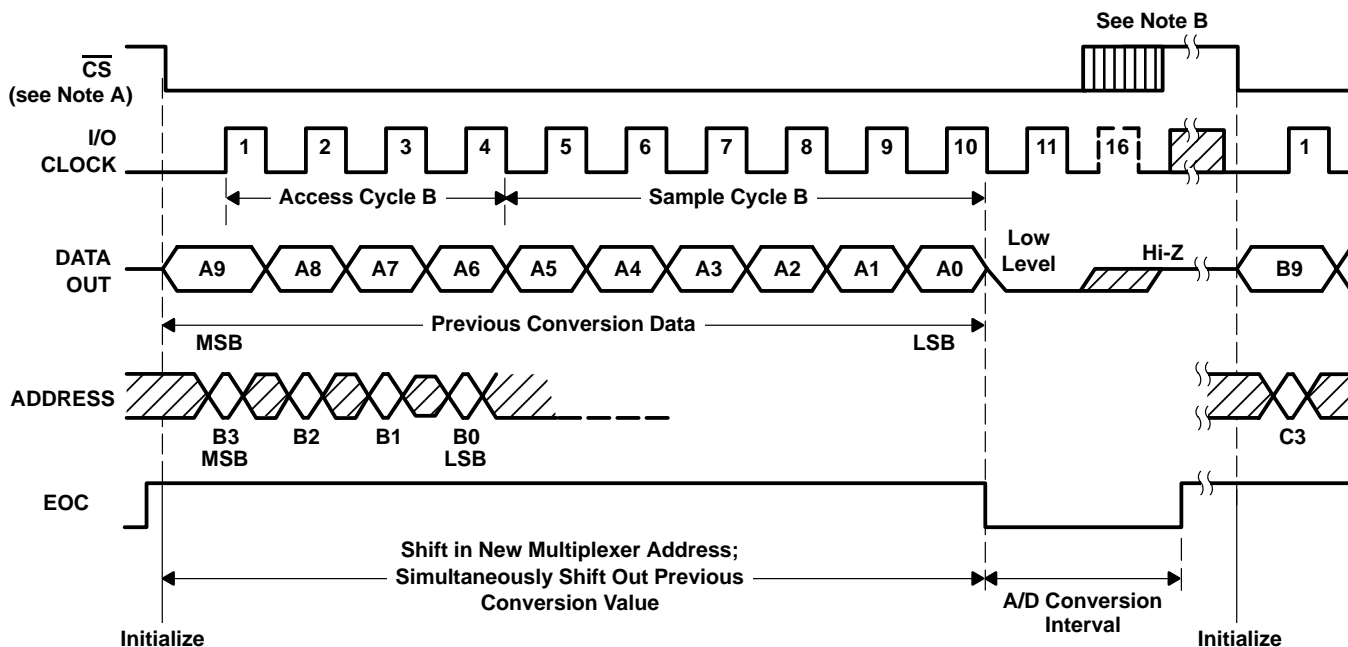 See Note B
CS
(see Note A)
I/O
CLOCK
1 2 3 4 5 6 7 8 9 10 11 16 1
Access Cycle B Sample Cycle B
DATA
OUT
A9 A8 A7 A6 A5 A4 A3 A2 A1 A0
Low
Level
Hi-Z
B9
Previous Conversion Data
MSB LSB
ADDRESS
B3 B2 B1 B0 C3
MSB LSB
EOC
Shift in New Multiplexer Address;
Simultaneously Shift Out Previous
Conversion Value
A/D Conversion
Interval
Initialize Initialize